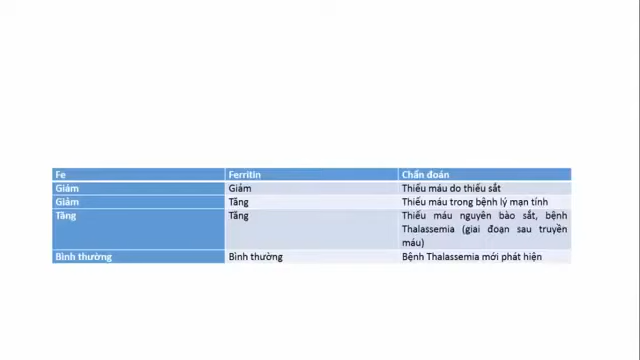 Fe Ferritin Chẩn đoán
Giảm Giảm Thiếu máu do thiếu sắt
Giảm Tăng Thiếu máu trong bệnh lý mạn tính
Tăng Tăng Thiếu máu nguyên bào sắt, bệnh
Thalassemia (giai đoạn sau truyền
máu)
Bình thường Bình thường Bệnh Thalassemia mới phát hiện